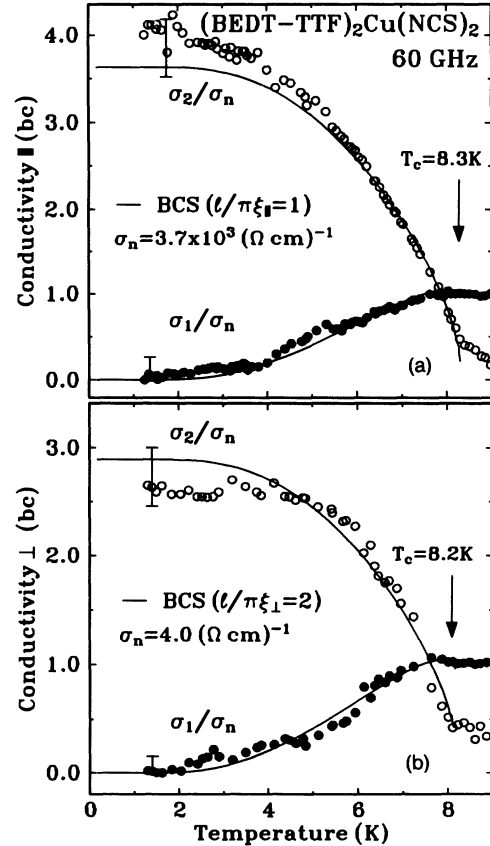 (BEDT-TTF)₂Cu(NCS)₂
60 GHz
4.0
3.0
2.0
1.0
0.0
Conductivity ∥ (bc)
σ₂/σₙ
T_c=8.3K
— BCS (ℓ/πξ∥=1)
σₙ=3.7x10³ (Ω cm)⁻¹
σ₁/σₙ
(a)
3.0
2.0
1.0
0.0
Conductivity ⊥ (bc)
σ₂/σₙ
T_c=8.2K
— BCS (ℓ/πξ⊥=2)
σₙ=4.0 (Ω cm)⁻¹
σ₁/σₙ
(b)
0 2 4 6 8
Temperature (K)